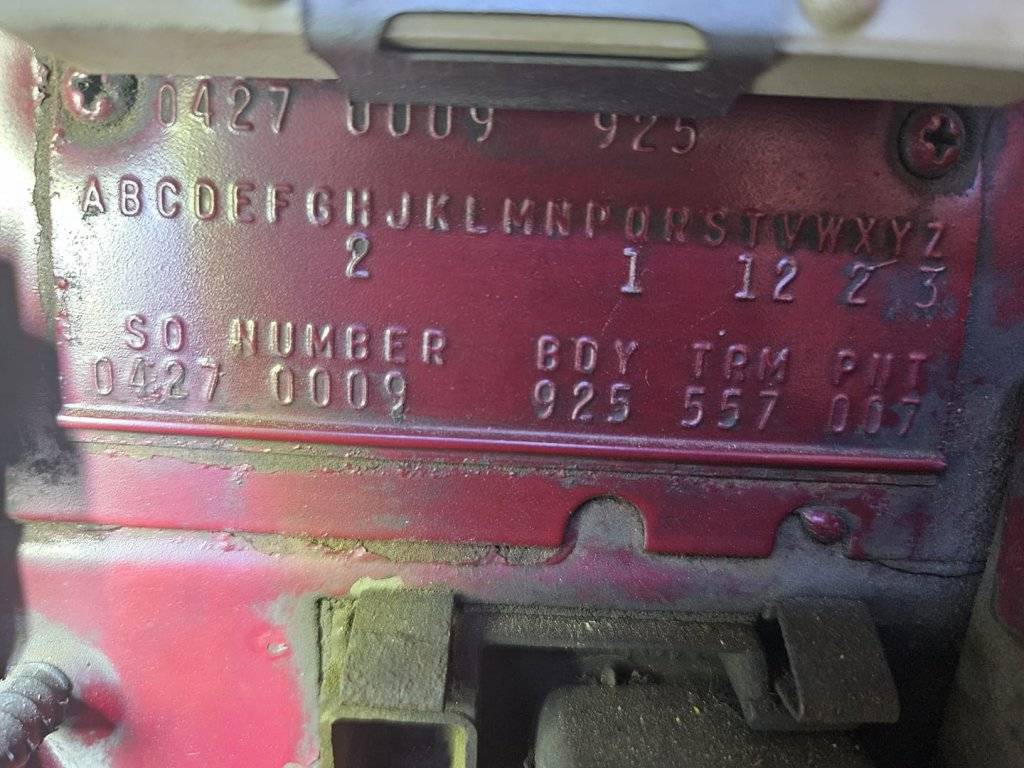 0427 0009 925
ABCDEFGHJKLMNPQRSTVWXYZ
2 1 12 2 3
SO NUMBER BDY TRM PNT
0427 0009 925 557 007